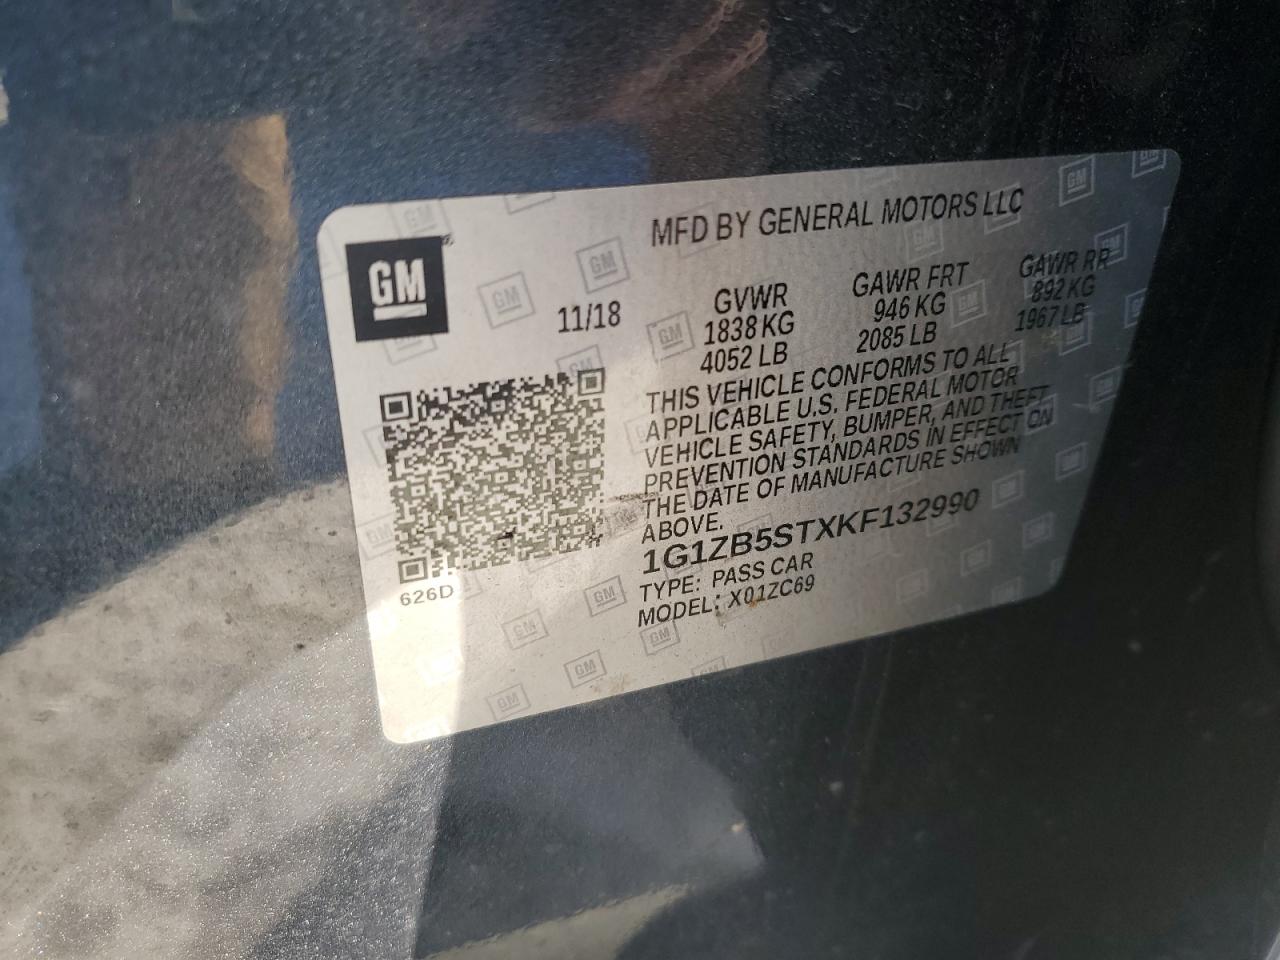 MFD BY GENERAL MOTORS LLC
GM
11/18
GVWR
1838 KG
4052 LB
GAWR FRT
946 KG
2085 LB
GAWR RR
892 KG
1967 LB
THIS VEHICLE CONFORMS TO ALL
APPLICABLE U.S. FEDERAL MOTOR
VEHICLE SAFETY, BUMPER, AND THEFT
PREVENTION STANDARDS IN EFFECT ON
THE DATE OF MANUFACTURE SHOWN
ABOVE.
1G1ZB5STXKF132990
TYPE: PASS CAR
MODEL: X01ZC69
626D